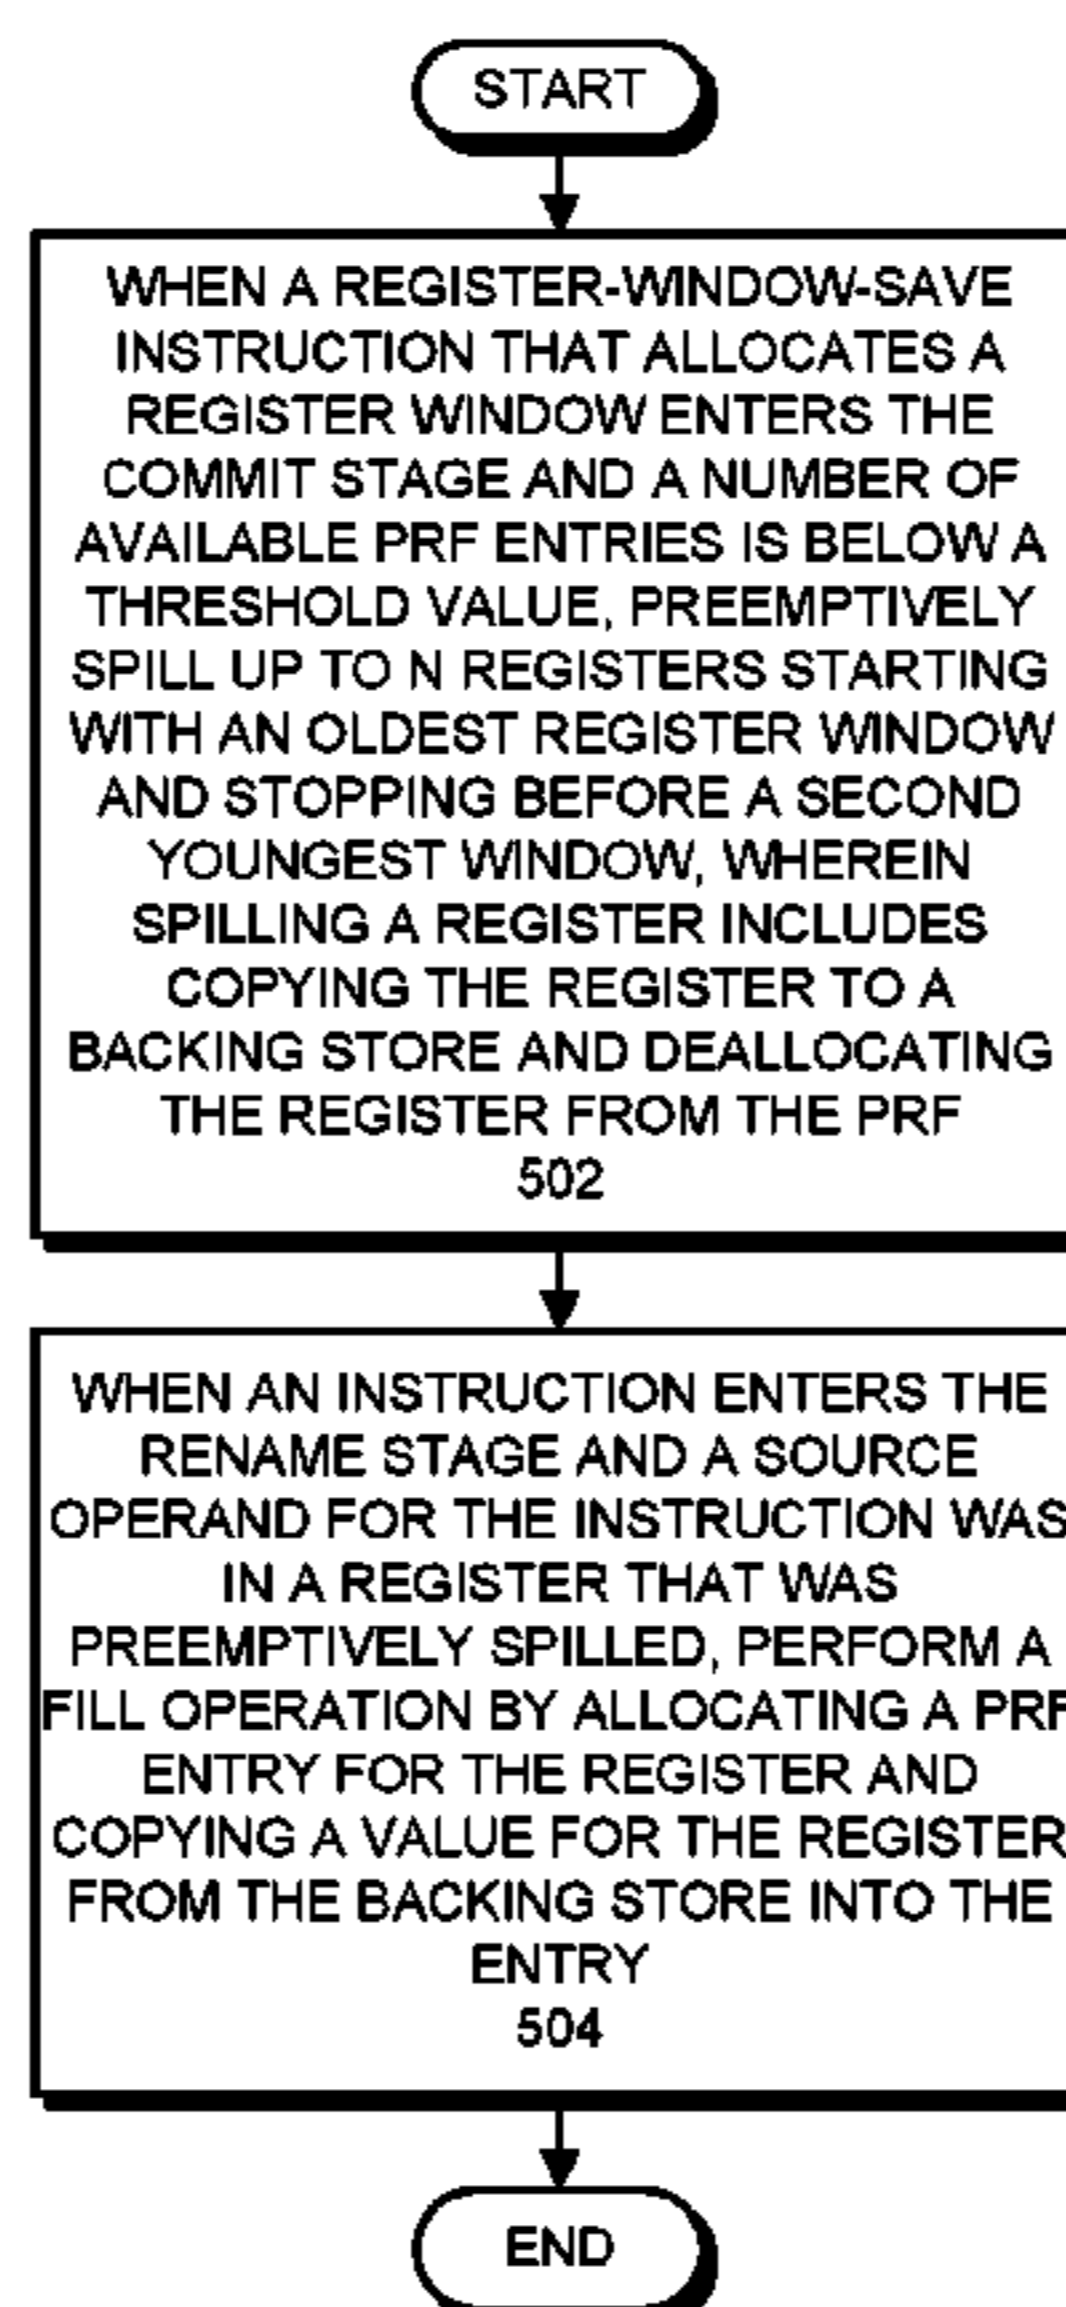 START
WHEN A REGISTER-WINDOW-SAVE
INSTRUCTION THAT ALLOCATES A
REGISTER WINDOW ENTERS THE
COMMIT STAGE AND A NUMBER OF
AVAILABLE PRF ENTRIES IS BELOW A
THRESHOLD VALUE, PREEMPTIVELY
SPILL UP TO N REGISTERS STARTING
WITH AN OLDEST REGISTER WINDOW
AND STOPPING BEFORE A SECOND
YOUNGEST WINDOW, WHEREIN
SPILLING A REGISTER INCLUDES
COPYING THE REGISTER TO A
BACKING STORE AND DEALLOCATING
THE REGISTER FROM THE PRF
502
WHEN AN INSTRUCTION ENTERS THE
RENAME STAGE AND A SOURCE
OPERAND FOR THE INSTRUCTION WAS
IN A REGISTER THAT WAS
PREEMPTIVELY SPILLED, PERFORM A
FILL OPERATION BY ALLOCATING A PRF
ENTRY FOR THE REGISTER AND
COPYING A VALUE FOR THE REGISTER
FROM THE BACKING STORE INTO THE
ENTRY
504
END